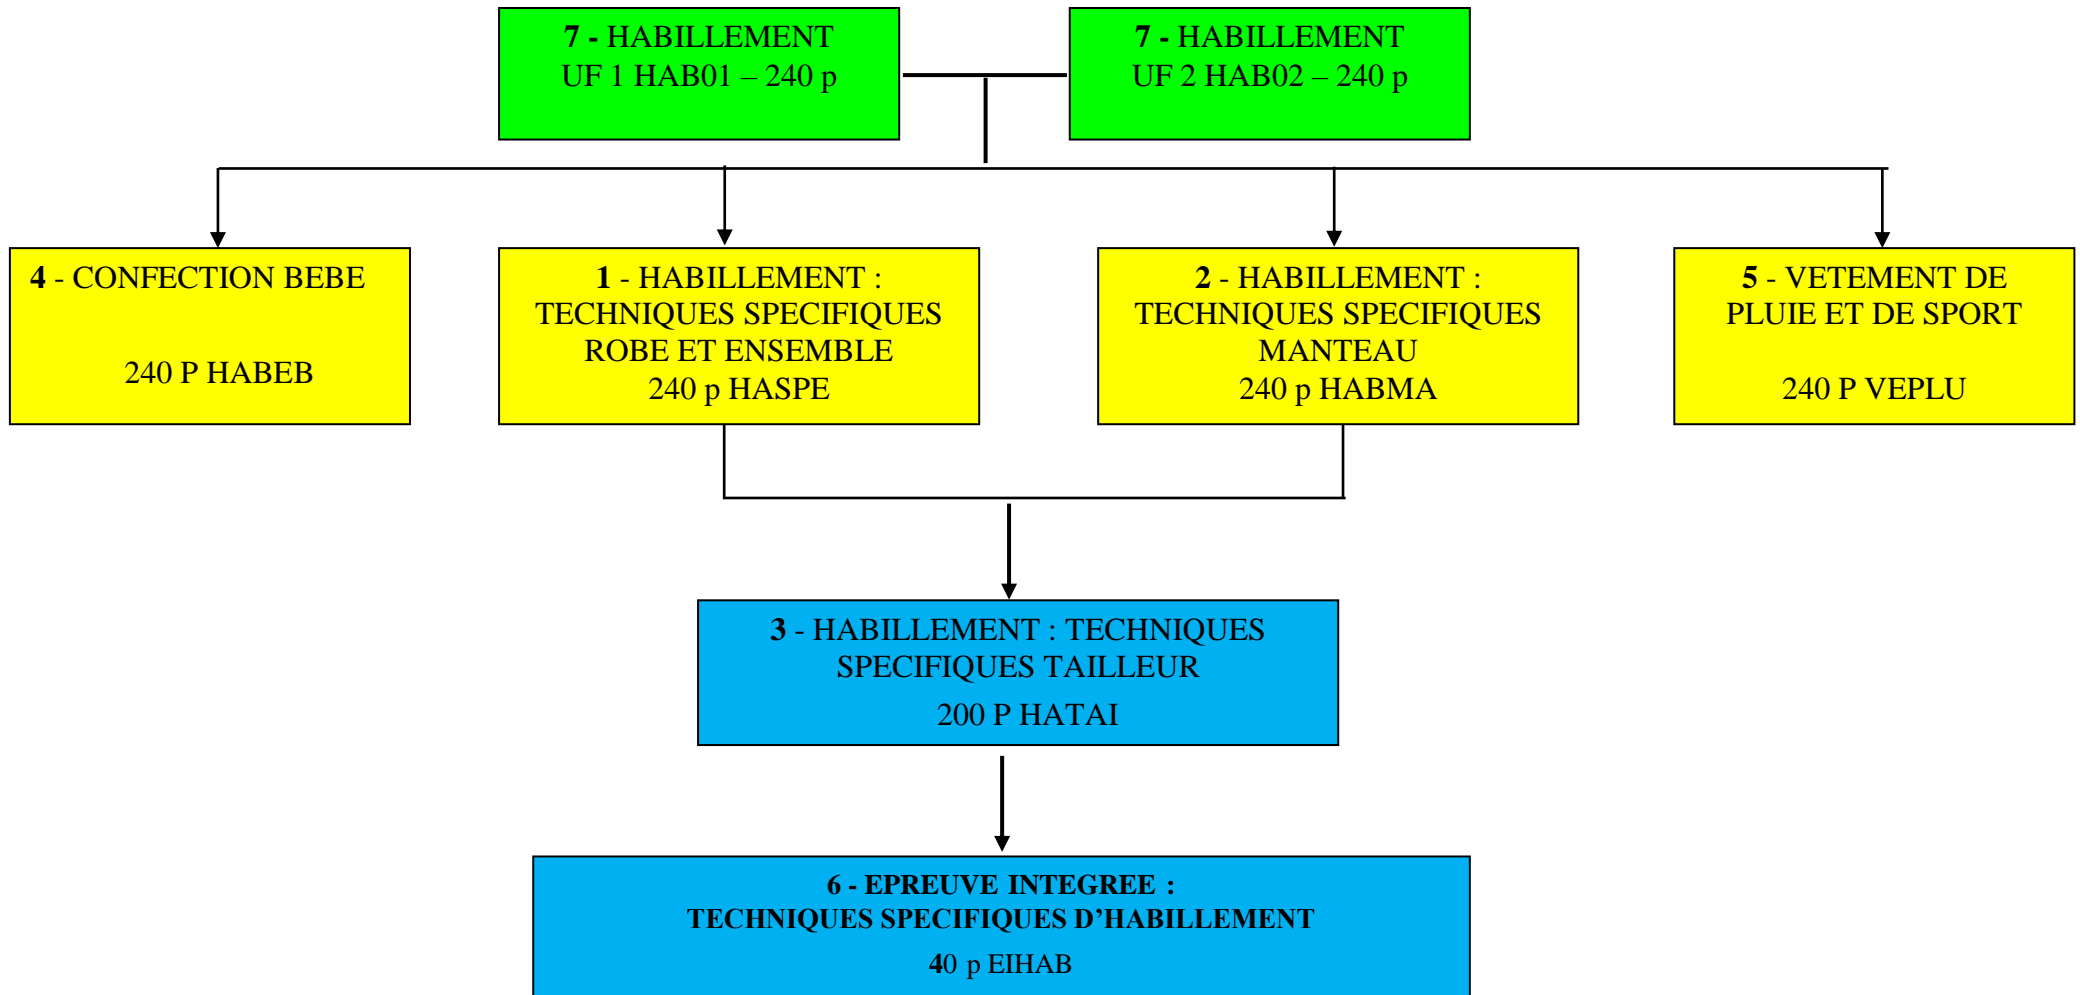 7 - HABILLEMENT
UF 1 HAB01 – 240 p
7 - HABILLEMENT
UF 2 HAB02 – 240 p
4 - CONFECTION BEBE
240 P HABEB
1 - HABILLEMENT :
TECHNIQUES SPECIFIQUES
ROBE ET ENSEMBLE
240 p HASPE
2 - HABILLEMENT :
TECHNIQUES SPECIFIQUES
MANTEAU
240 p HABMA
5 - VETEMENT DE
PLUIE ET DE SPORT
240 P VEPLU
3 - HABILLEMENT : TECHNIQUES
SPECIFIQUES TAILLEUR
200 P HATAI
6 - EPREUVE INTEGREE :
TECHNIQUES SPECIFIQUES D’HABILLEMENT
40 p EIHAB